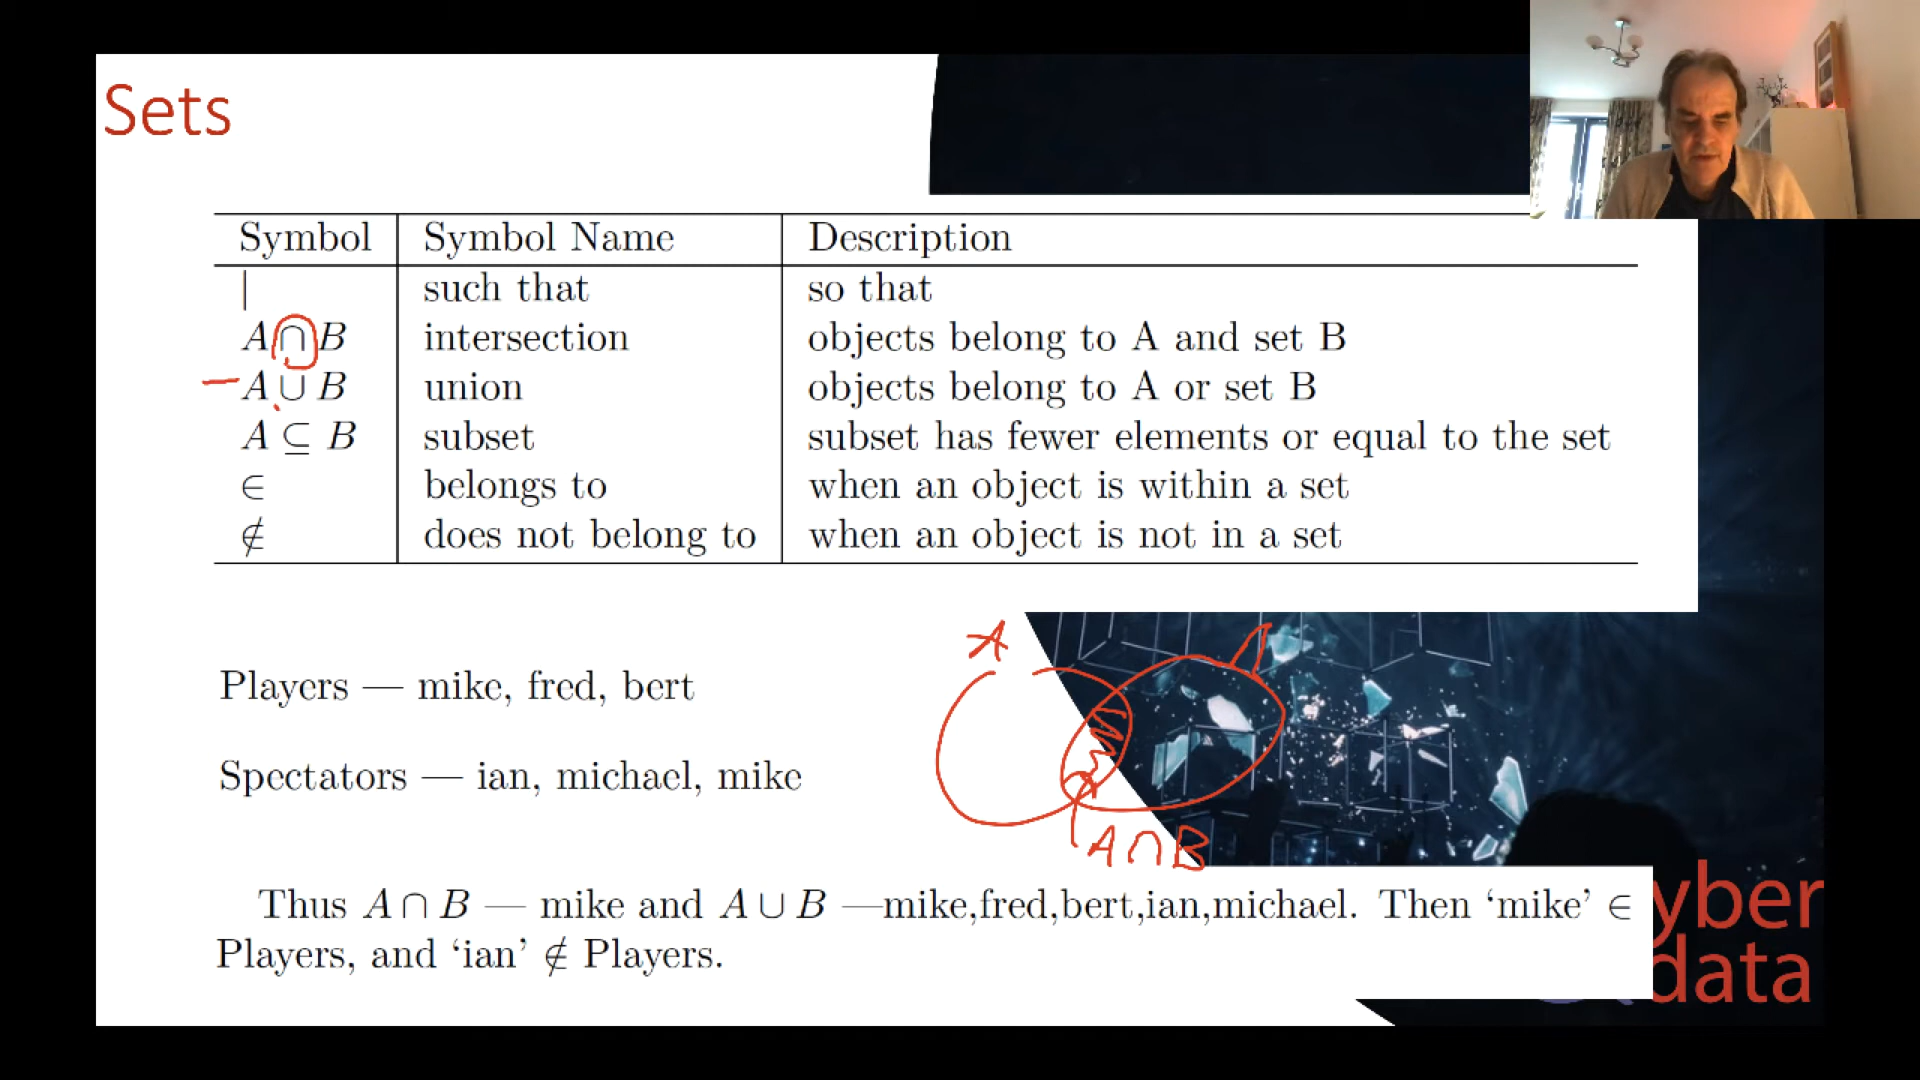 Sets
Symbol Symbol Name Description
| such that so that
A ∩ B intersection objects belong to A and set B
A ∪ B union objects belong to A or set B
A ⊆ B subset subset has fewer elements or equal to the set
∈ belongs to when an object is within a set
∉ does not belong to when an object is not in a set
A
Players — mike, fred, bert
Spectators — ian, michael, mike
A ∩ B
Thus A ∩ B — mike and A ∪ B —mike,fred,bert,ian,michael. Then ‘mike’ ∈
Players, and ‘ian’ ∉ Players.
yber
data